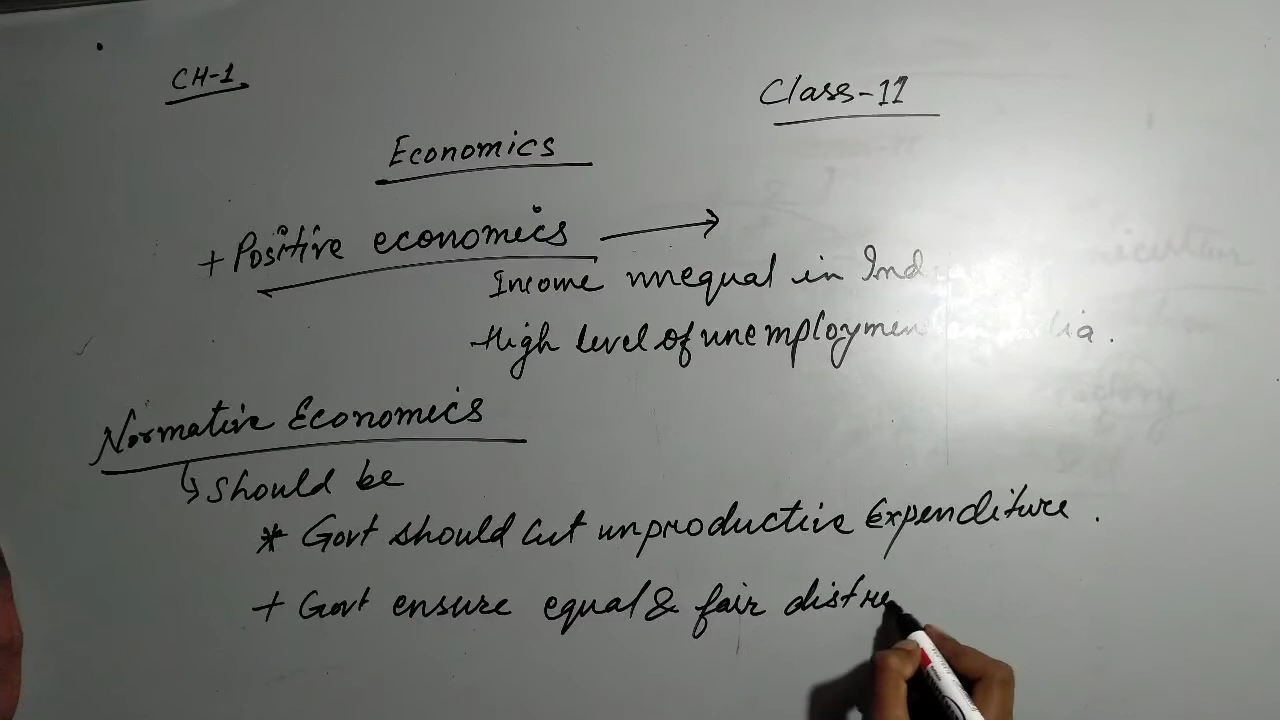 CH-1
Class-11
Economics
+ Positive economics →
Income unequal in Ind
High level of unemploymen
Normative Economics
↳ Should be
* Govt should cut unproductive Expenditure.
+ Govt ensure equal & fair distre